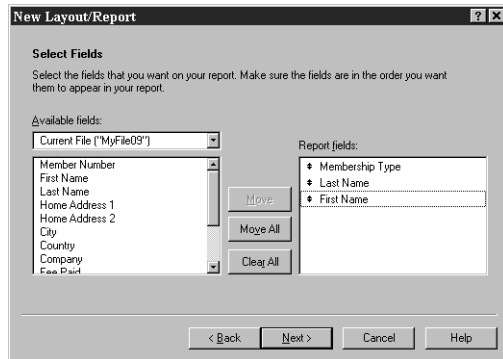 New Layout/Report
Select Fields
Select the fields that you want on your report. Make sure the fields are in the order you want
them to appear in your report.
Available fields:
Current File ("MyFile09")
Member Number
First Name
Last Name
Home Address 1
Home Address 2
City
Country
Company
Fee Paid
Move
Move All
Clear All
Report fields:
Membership Type
Last Name
First Name
< Back
Next >
Cancel
Help